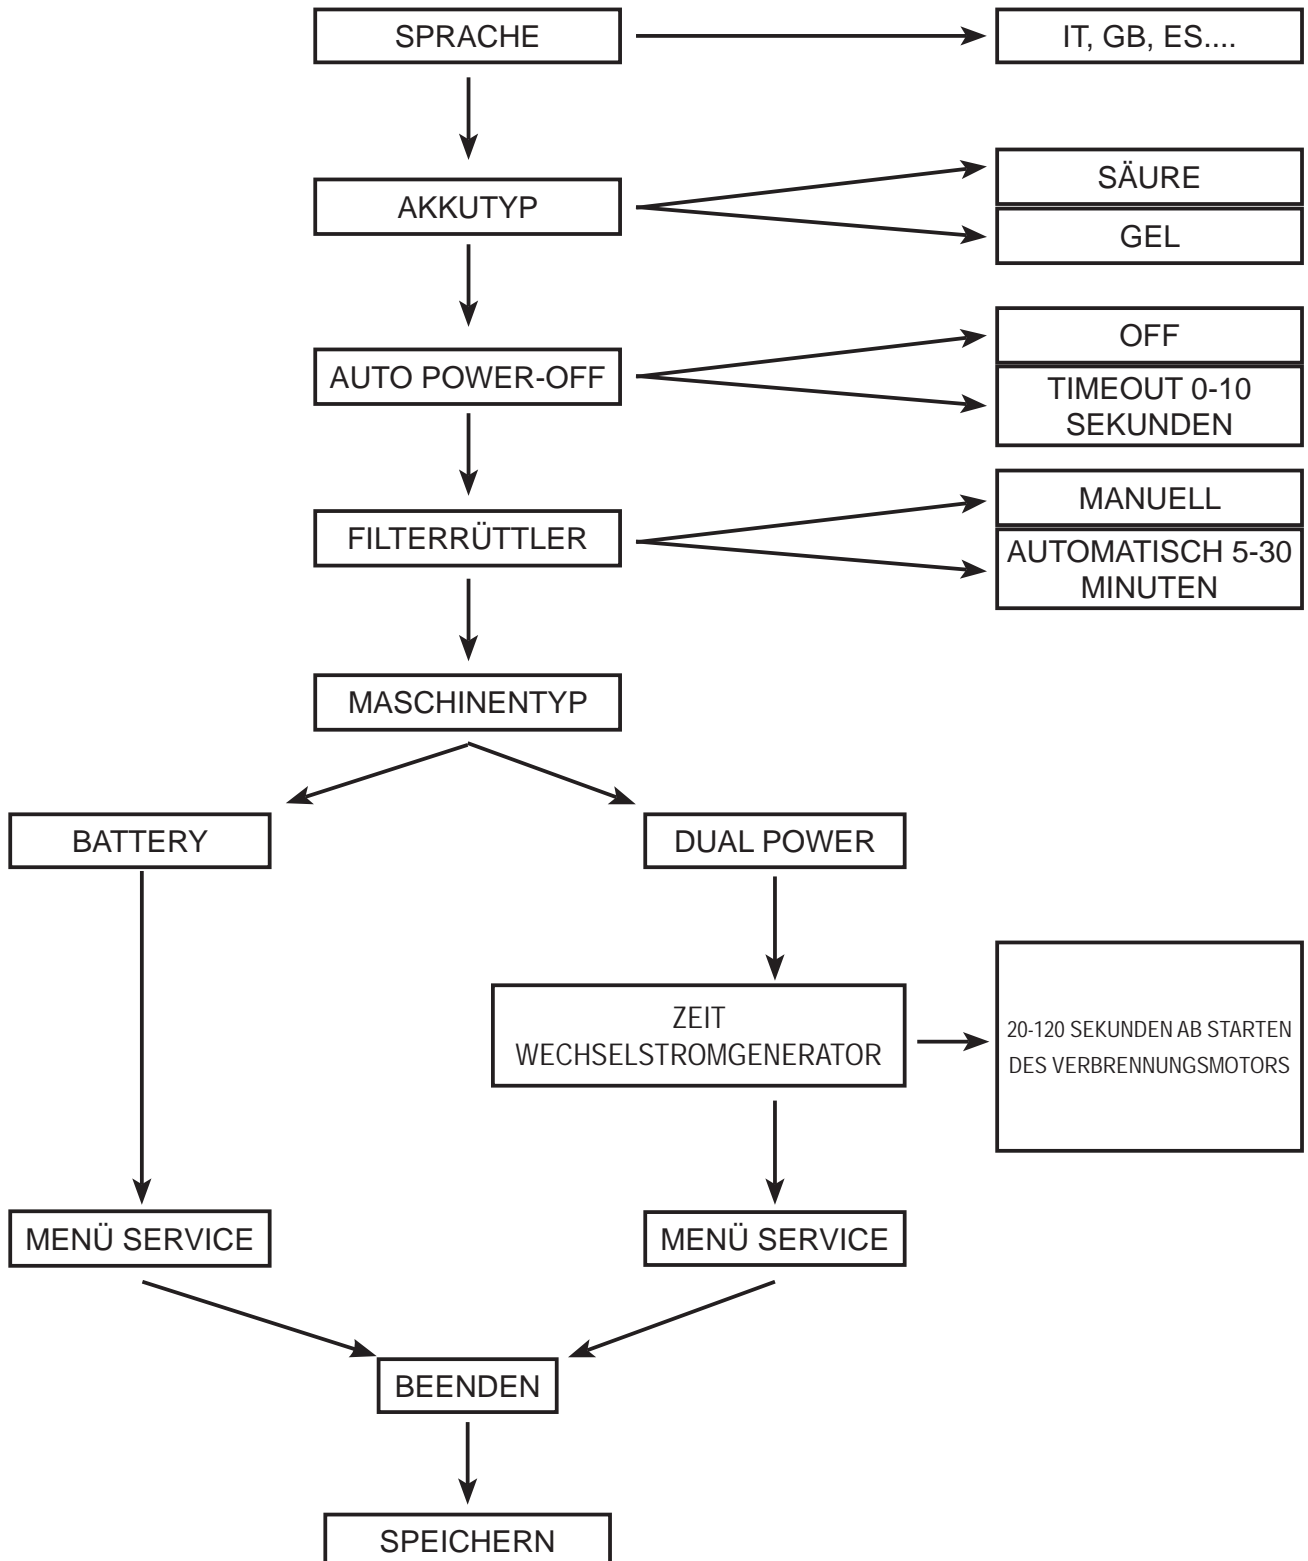 SPRACHE
IT, GB, ES....
AKKUTYP
SÄURE
GEL
AUTO POWER-OFF
OFF
TIMEOUT 0-10
SEKUNDEN
FILTERRÜTTLER
MANUELL
AUTOMATISCH 5-30
MINUTEN
MASCHINENTYP
BATTERY
DUAL POWER
ZEIT
WECHSELSTROMGENERATOR
20-120 SEKUNDEN AB STARTEN
DES VERBRENNUNGSMOTORS
MENÜ SERVICE
MENÜ SERVICE
BEENDEN
SPEICHERN